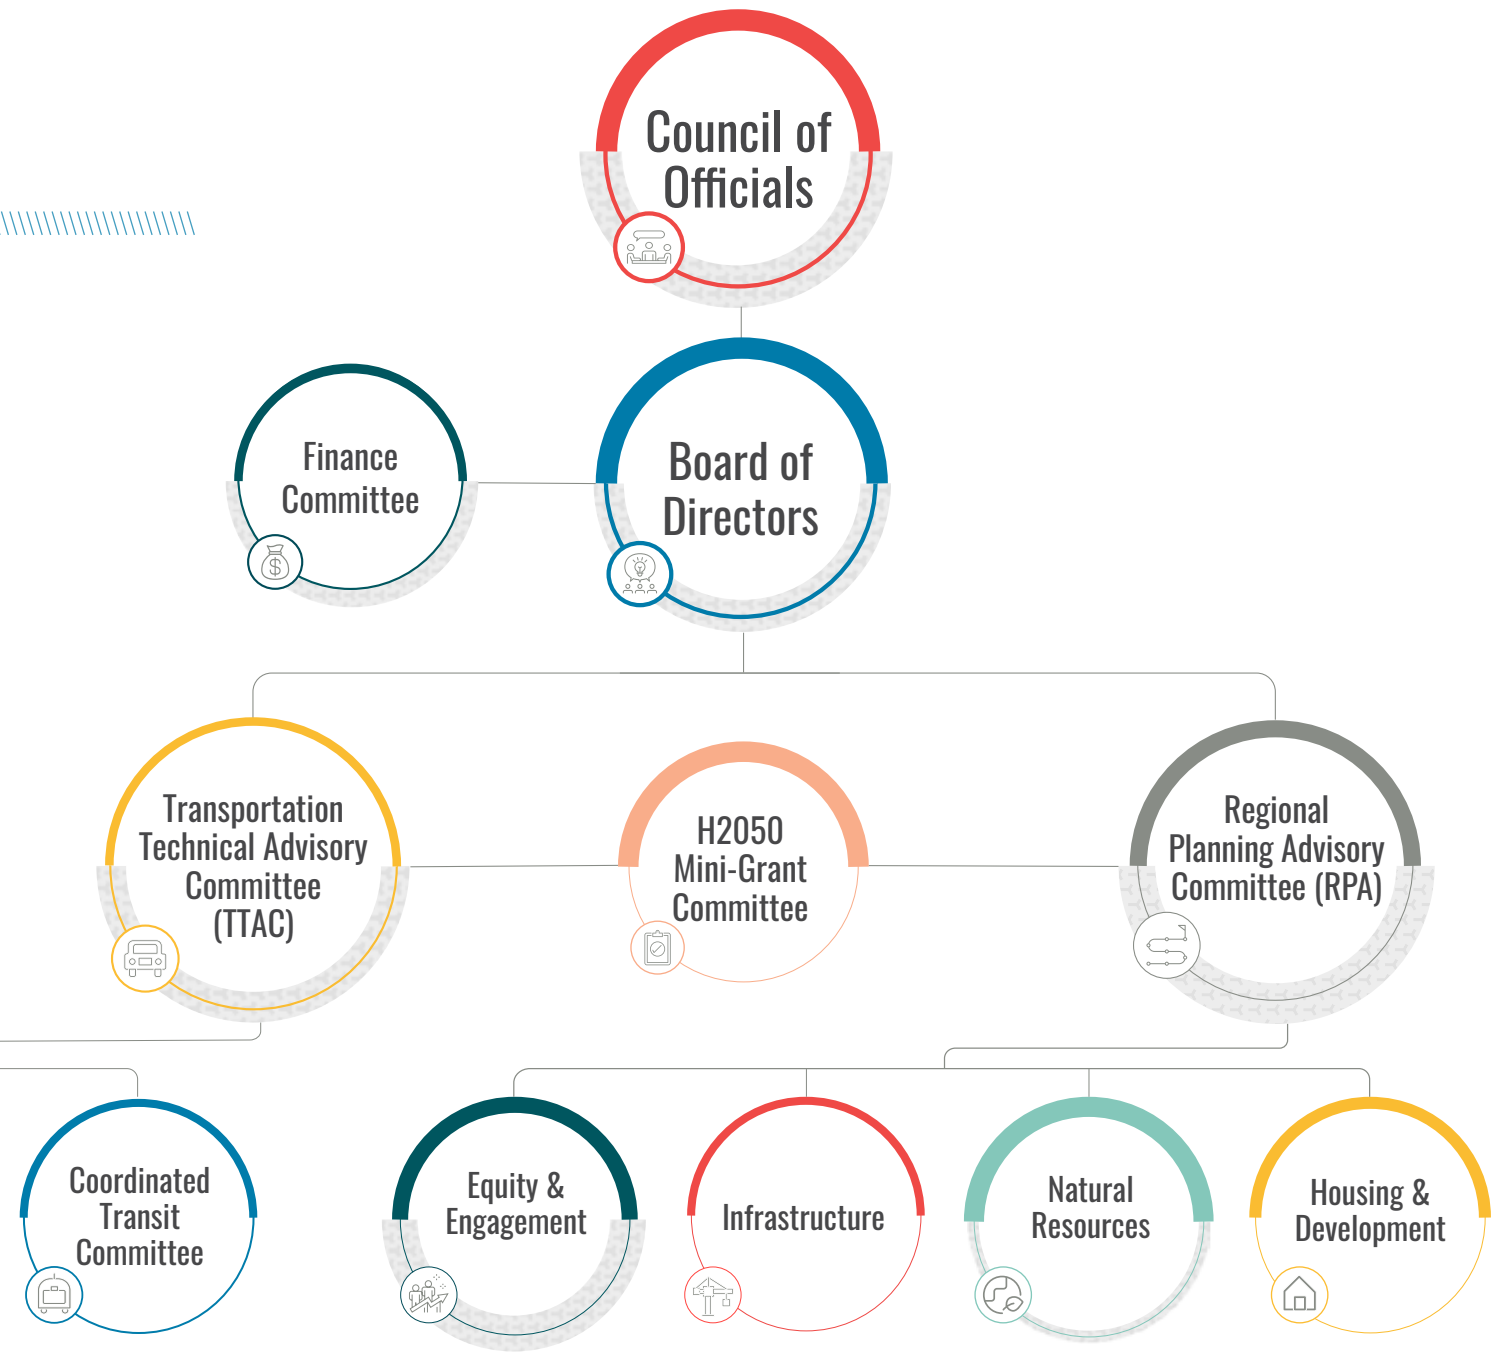 Council of
Officials
Finance
Committee
Board of
Directors
Transportation
Technical Advisory
Committee
(TTAC)
H2050
Mini-Grant
Committee
Regional
Planning Advisory
Committee (RPA)
Coordinated
Transit
Committee
Equity &
Engagement
Infrastructure
Natural
Resources
Housing &
Development